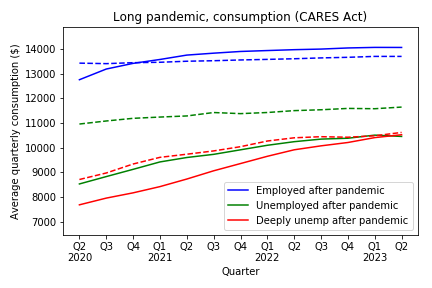 Long pandemic, consumption (CARES Act)
Average quarterly consumption ($)
14000
13000
12000
11000
10000
9000
8000
7000
Employed after pandemic
Unemployed after pandemic
Deeply unemp after pandemic
Q2 Q3 Q4 Q1 Q2 Q3 Q4 Q1 Q2 Q3 Q4 Q1 Q2
2020 2021 2022 2023
Quarter